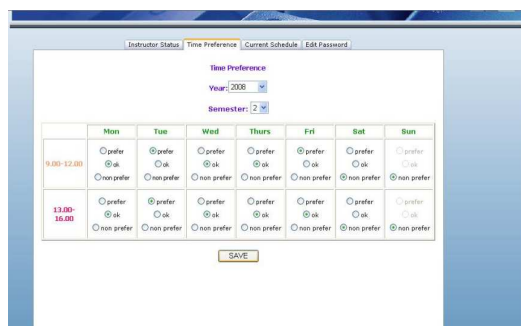 Instructor Status Time Preference Current Schedule Edit Password
Time Preference
Year: 2008
Semester: 2
Mon Tue Wed Thurs Fri Sat Sun
prefer prefer prefer prefer prefer prefer prefer
9.00-12.00 ok ok ok ok ok ok ok
non prefer non prefer non prefer non prefer non prefer non prefer non prefer
prefer prefer prefer prefer prefer prefer prefer
13.00-
16.00 ok ok ok ok ok ok ok
non prefer non prefer non prefer non prefer non prefer non prefer non prefer
SAVE